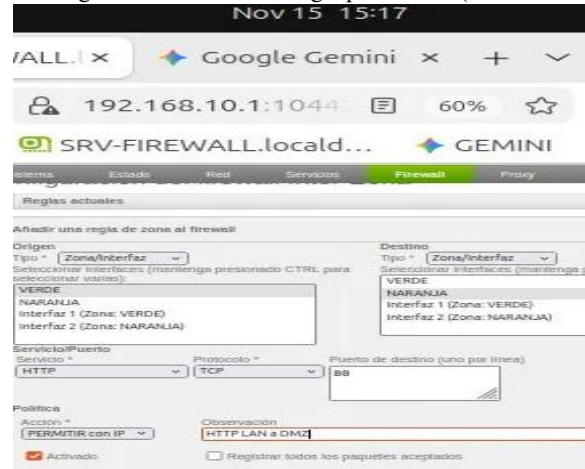 Nov 15 15:17
WALL.l × Google Gemini × +
192.168.10.1:1044 60%
SRV-FIREWALL.locald... GEMINI
istema Estado Red Servicios Firewall Proxy
Reglas actuales
Añadir una regla de zona al firewall
Origen Destino
Tipo * Zona/Interfaz Tipo * Zona/Interfaz
Seleccionar interfaces (mantenga presionado CTRL para Seleccionar interfaces (mantenga p
seleccionar varias):
VERDE VERDE
NARANJA NARANJA
Interfaz 1 (Zona: VERDE) Interfaz 1 (Zona: VERDE)
Interfaz 2 (Zona: NARANJA) Interfaz 2 (Zona: NARANJA)
Servicio/Puerto
Servicio * Protocolo * Puerto de destino (uno por línea)
HTTP TCP
Política
Acción * Observación
PERMITIR con IP HTTP LAN a DMZ
Activado Registrar todos los paquetes aceptados